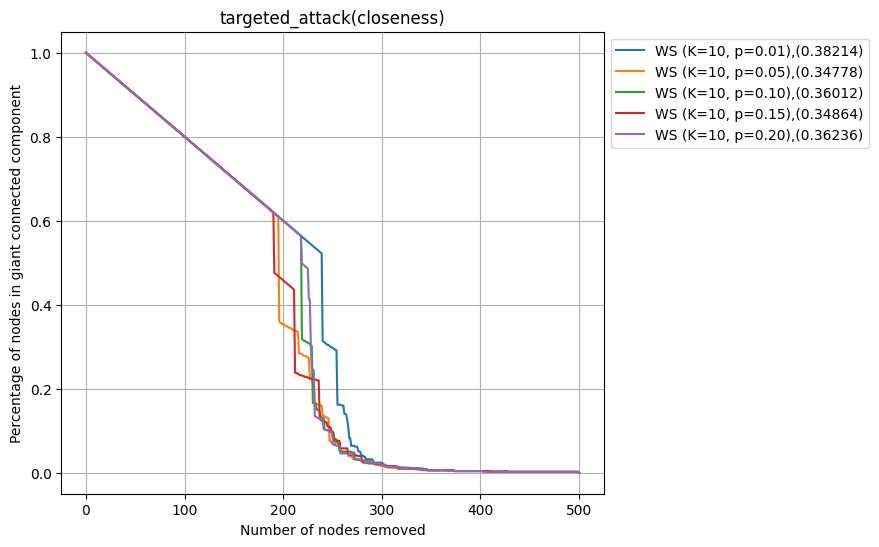 targeted_attack(closeness)
Percentage of nodes in giant connected component
1.0
0.8
0.6
0.4
0.2
0.0
0 100 200 300 400 500
Number of nodes removed
WS (K=10, p=0.01),(0.38214)
WS (K=10, p=0.05),(0.34778)
WS (K=10, p=0.10),(0.36012)
WS (K=10, p=0.15),(0.34864)
WS (K=10, p=0.20),(0.36236)